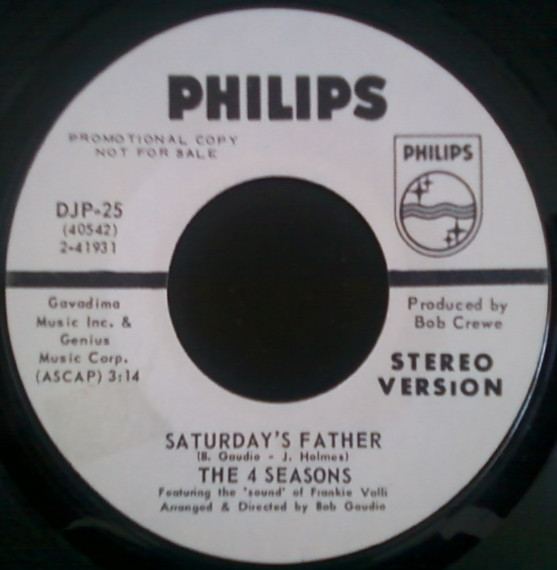 PHILIPS
PROMOTIONAL COPY
NOT FOR SALE
PHILIPS
DJP-25
(40542)
2-41931
Gavadima
Music Inc. &
Genius
Music Corp.
(ASCAP) 3:14
Produced by
Bob Crewe
STEREO
VERSION
SATURDAY'S FATHER
(B. Gaudio - J. Holmes)
THE 4 SEASONS
Featuring the 'sound' of Frankie Valli
Arranged & Directed by Bob Gaudio